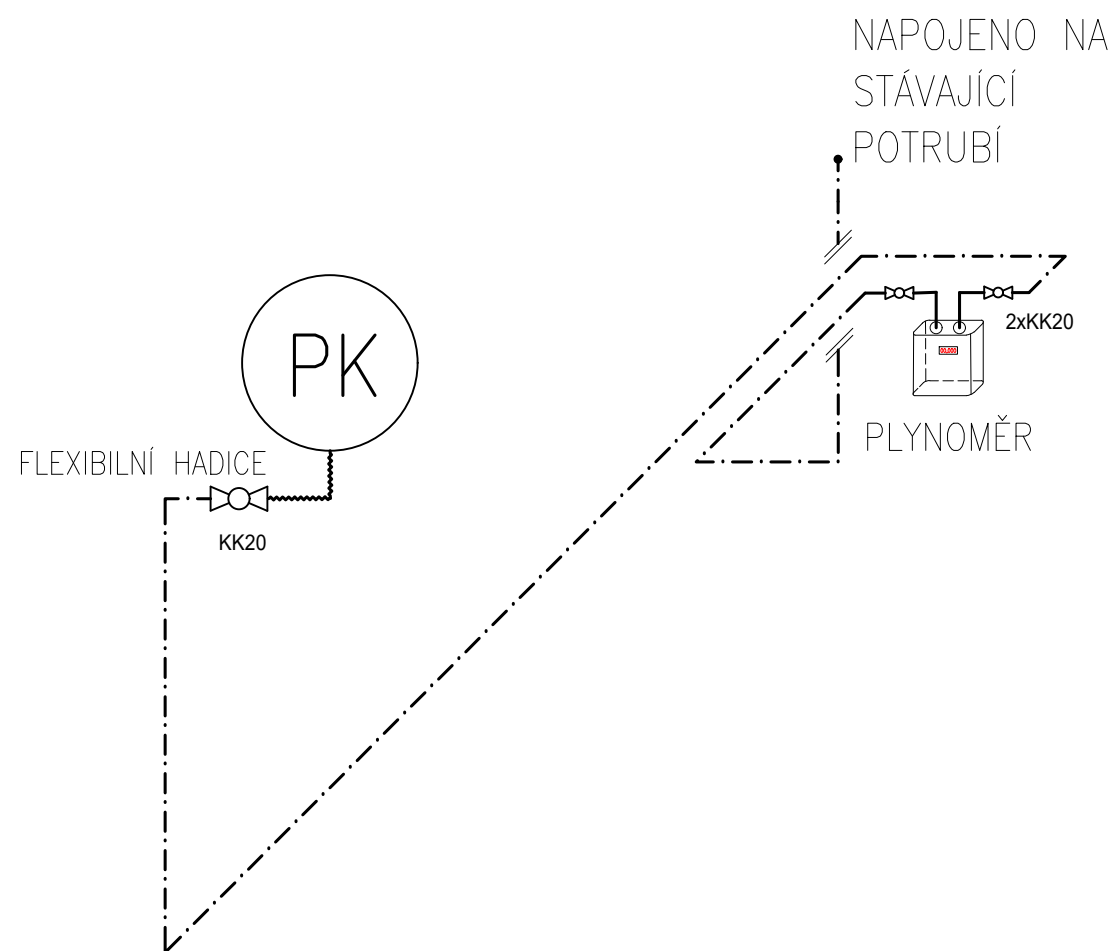 NAPOJENO NA
STÁVAJÍCÍ
POTRUBÍ
2xKK20
PLYNOMĚR
PK
FLEXIBILNÍ HADICE
KK20